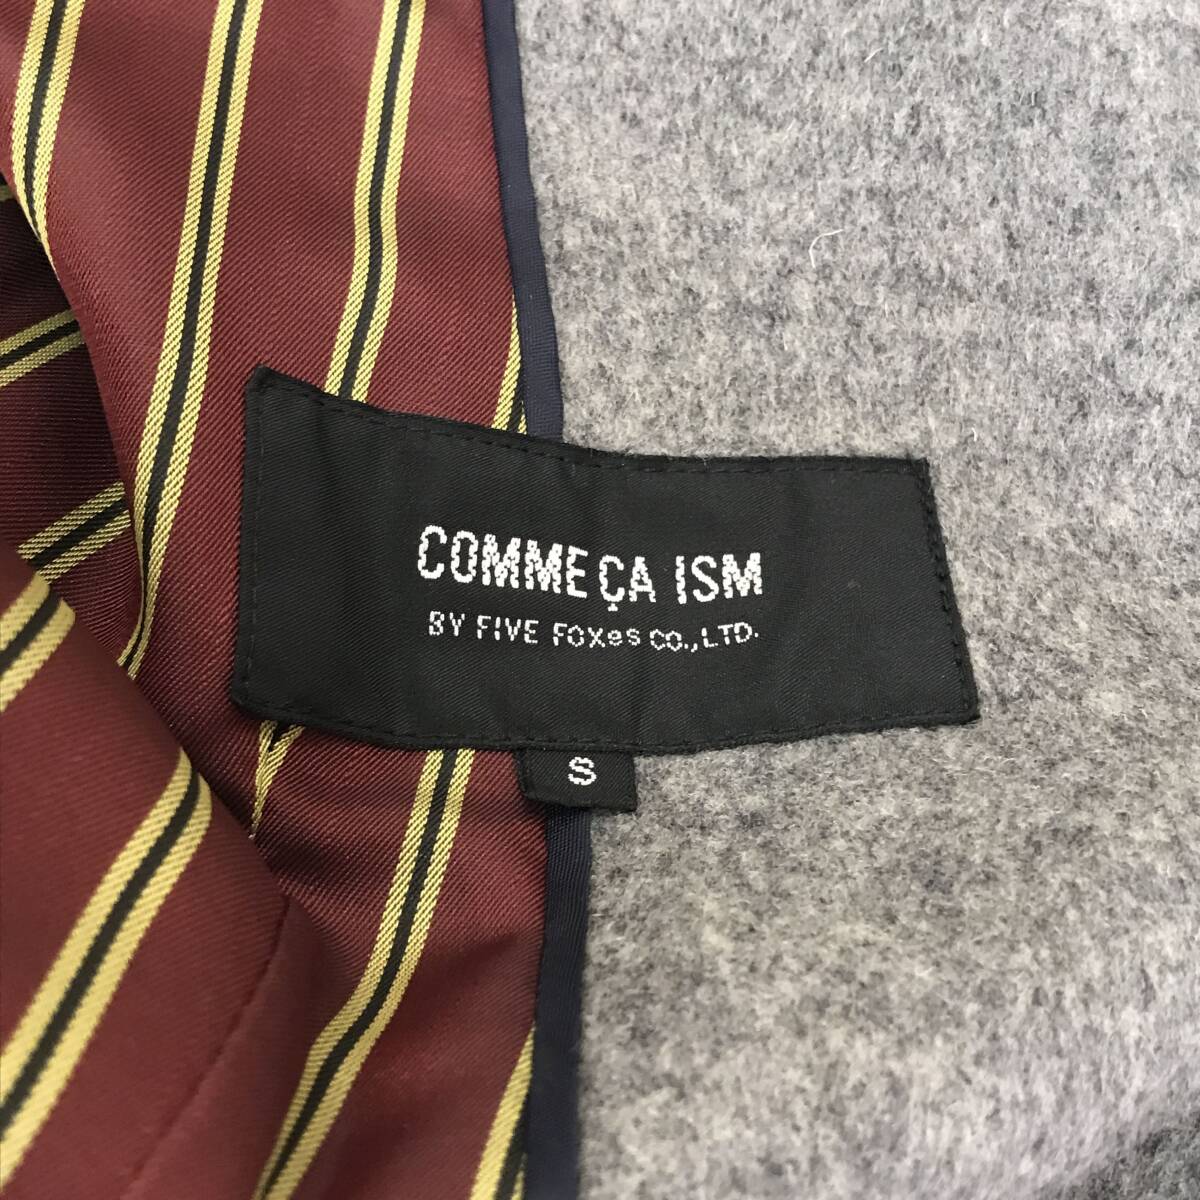 COMME ÇA ISM
BY FIVE FOXes CO., LTD.
S